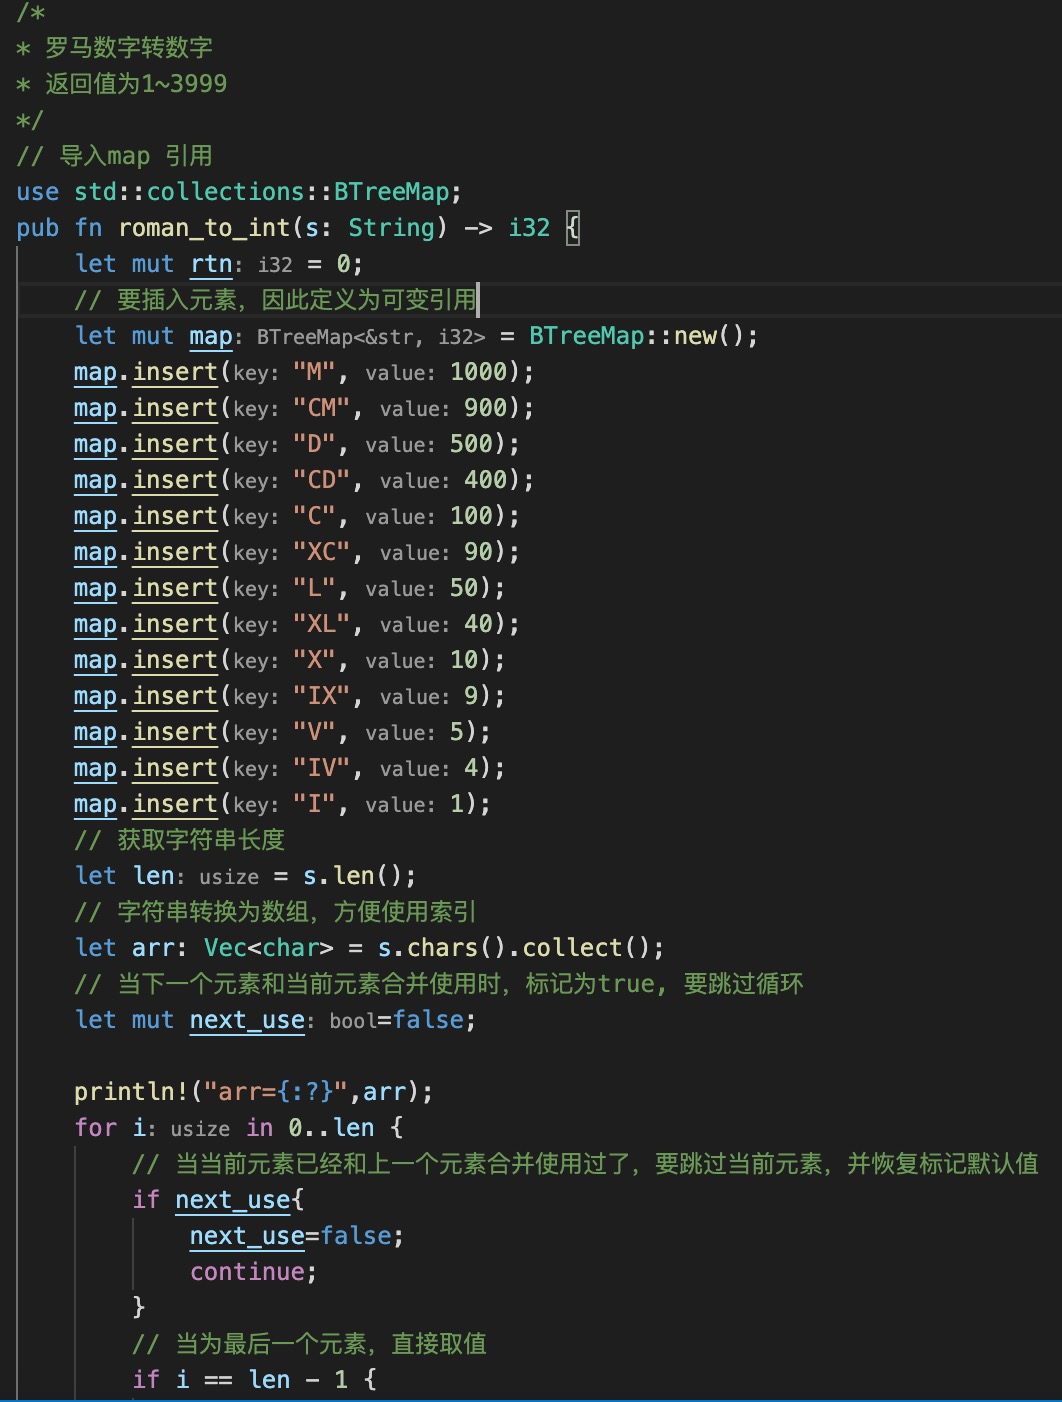 /*
* 罗马数字转数字
* 返回值为1~3999
*/
// 导入map 引用
use std::collections::BTreeMap;
pub fn roman_to_int(s: String) -> i32 {
    let mut rtn: i32 = 0;
    // 要插入元素，因此定义为可变引用
    let mut map: BTreeMap<&str, i32> = BTreeMap::new();
    map.insert(key: "M", value: 1000);
    map.insert(key: "CM", value: 900);
    map.insert(key: "D", value: 500);
    map.insert(key: "CD", value: 400);
    map.insert(key: "C", value: 100);
    map.insert(key: "XC", value: 90);
    map.insert(key: "L", value: 50);
    map.insert(key: "XL", value: 40);
    map.insert(key: "X", value: 10);
    map.insert(key: "IX", value: 9);
    map.insert(key: "V", value: 5);
    map.insert(key: "IV", value: 4);
    map.insert(key: "I", value: 1);
    // 获取字符串长度
    let len: usize = s.len();
    // 字符串转换为数组，方便使用索引
    let arr: Vec<char> = s.chars().collect();
    // 当下一个元素和当前元素合并使用时，标记为true, 要跳过循环
    let mut next_use: bool=false;

    println!("arr={:?}",arr);
    for i: usize in 0..len {
        // 当当前元素已经和上一个元素合并使用过了，要跳过当前元素，并恢复标记默认值
        if next_use{
            next_use=false;
            continue;
        }
        // 当为最后一个元素，直接取值
        if i == len - 1 {